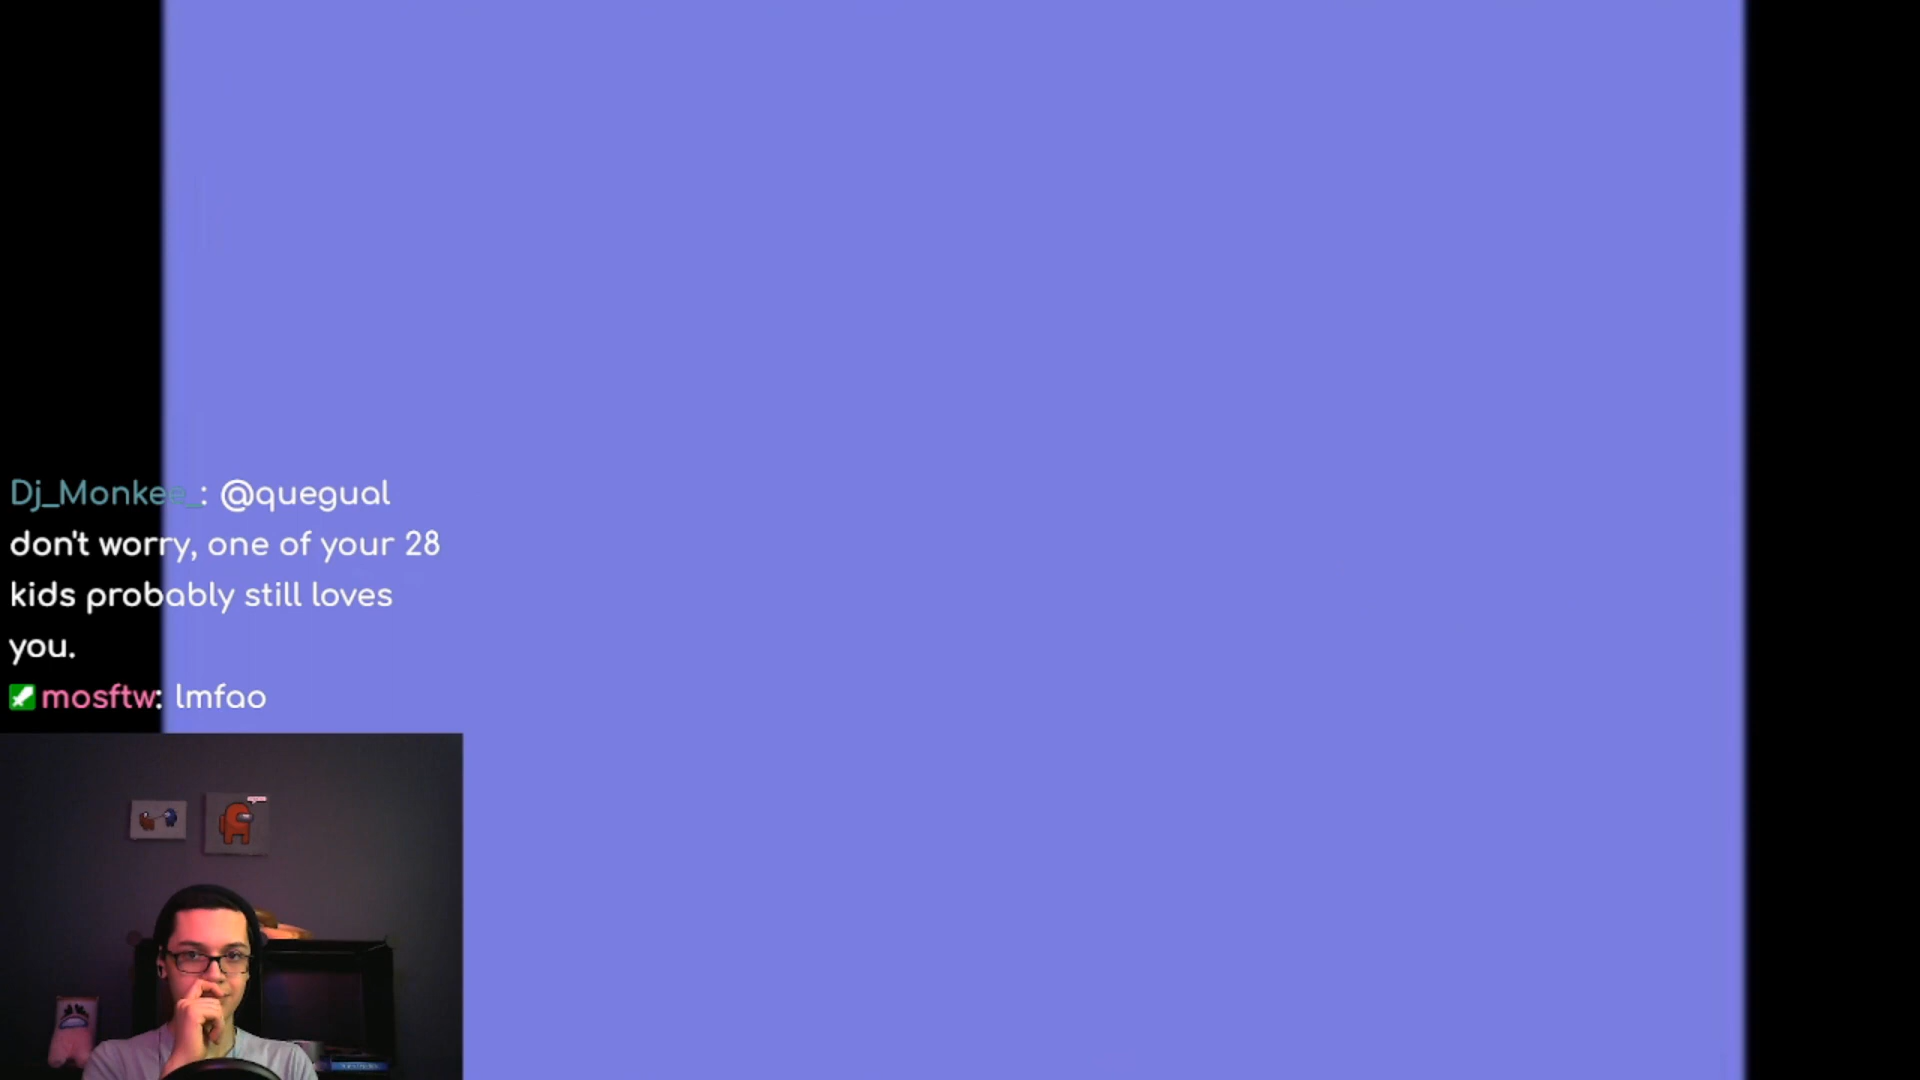 Dj_Monkee_: @quegual
don't worry, one of your 28
kids probably still loves
you.
mosftw: lmfao